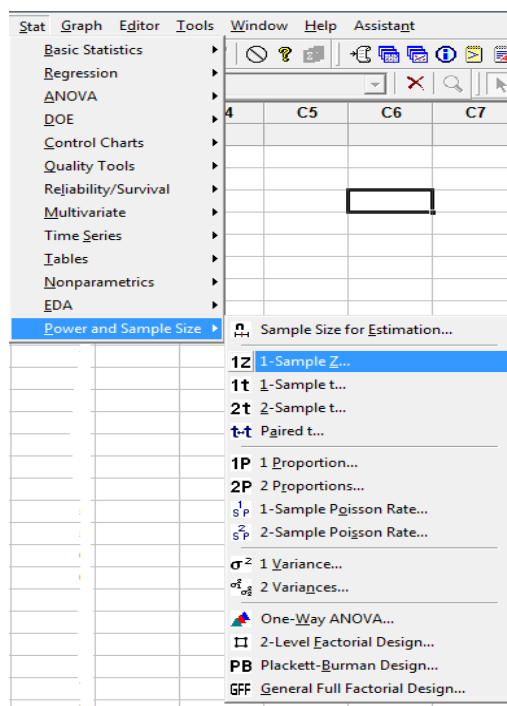 Stat Graph Editor Tools Window Help Assistant
Basic Statistics
Regression
ANOVA
DOE
Control Charts
Quality Tools
Reliability/Survival
Multivariate
Time Series
Tables
Nonparametrics
EDA
Power and Sample Size
4 C5 C6 C7
Sample Size for Estimation...
1Z 1-Sample Z...
1t 1-Sample t...
2t 2-Sample t...
t-t Paired t...
1P 1 Proportion...
2P 2 Proportions...
1 S P 1-Sample Poisson Rate...
2 S P 2-Sample Poisson Rate...
σ² 1 Variance...
2 Variances...
One-Way ANOVA...
2-Level Factorial Design...
PB Plackett-Burman Design...
GFF General Full Factorial Design...